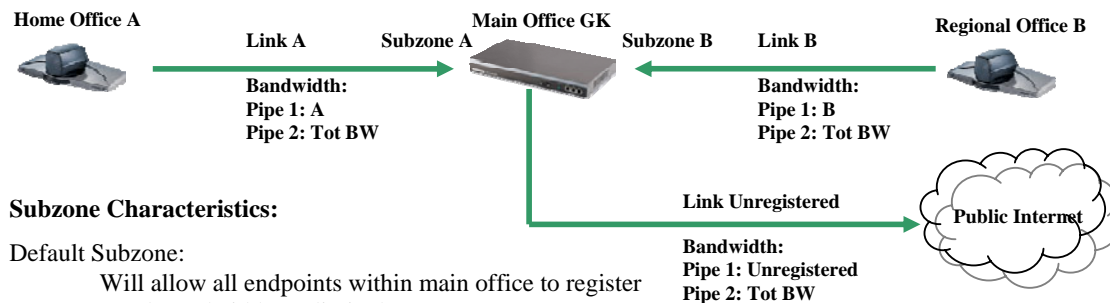 Home Office A
Main Office GK
Regional Office B
Link A
Subzone A
Subzone B
Link B
Bandwidth:
Pipe 1: A
Pipe 2: Tot BW
Bandwidth:
Pipe 1: B
Pipe 2: Tot BW
Subzone Characteristics:
Link Unregistered
Public Internet
Default Subzone:
Will allow all endpoints within main office to register
Bandwidth:
Pipe 1: Unregistered
Pipe 2: Tot BW